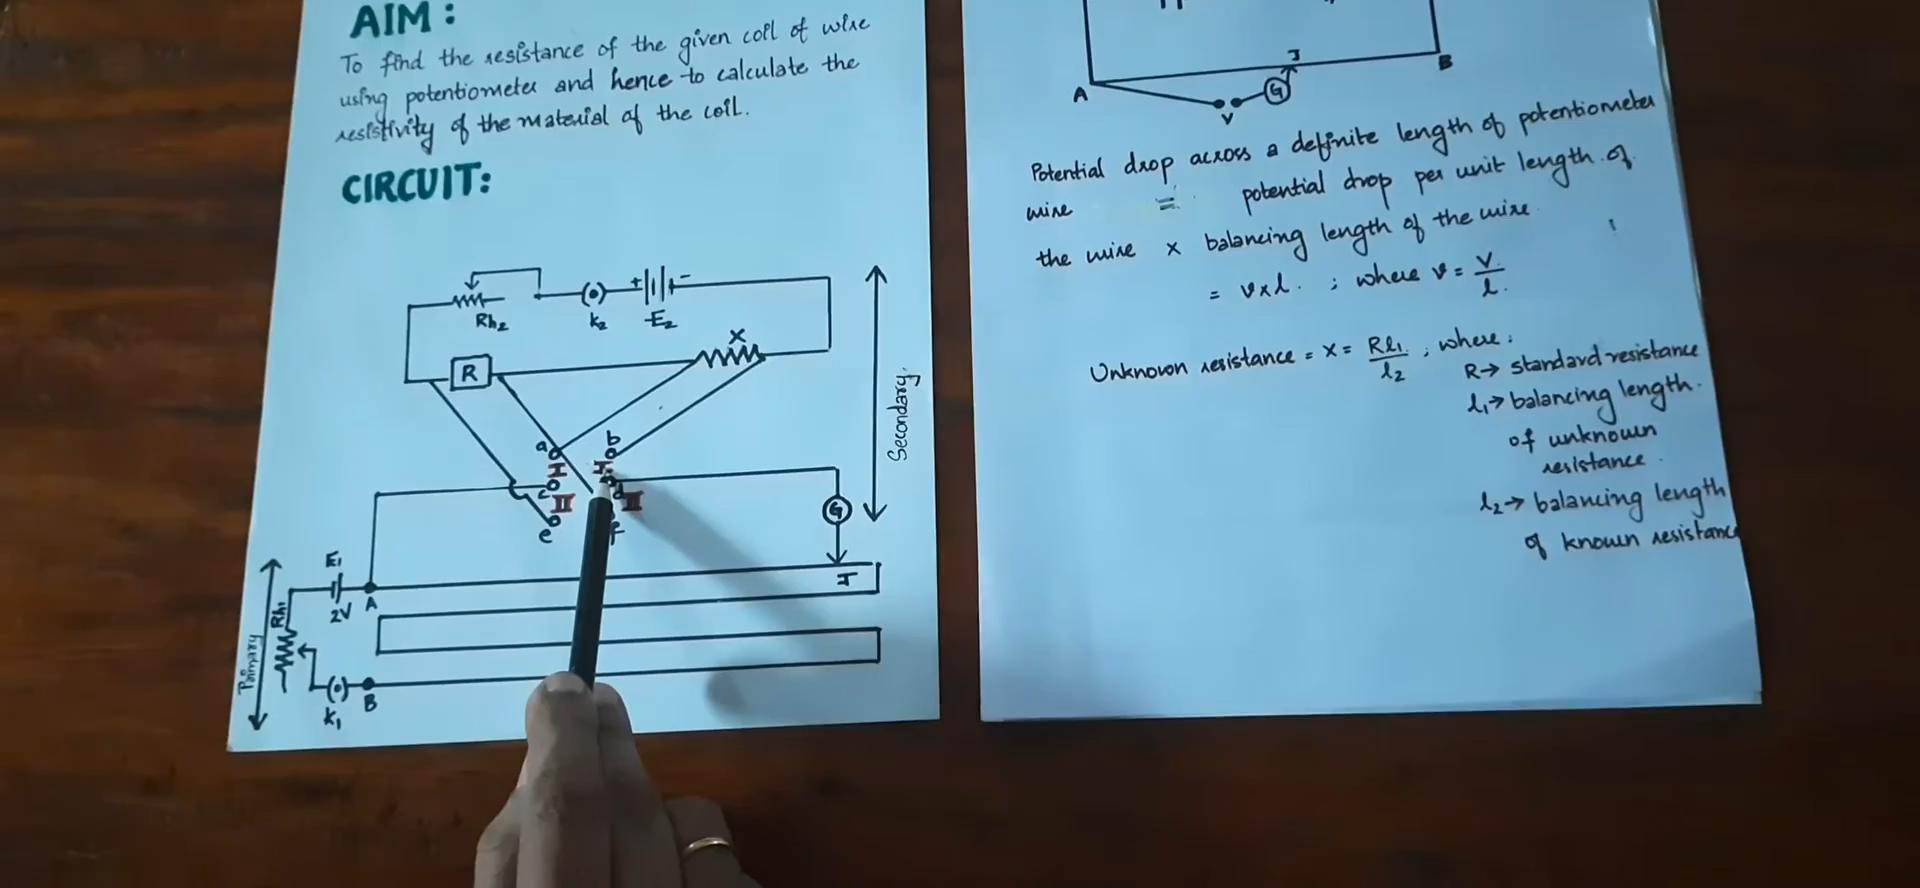 AIM:
To find the resistance of the given coil of wire
using potentiometer and hence to calculate the
resistivity of the material of the coil.
CIRCUIT:
Rh2
K2
+
-
E2
R
X
a
b
I
I
c
d
II
II
e
f
G
Secondary.
E1
2V
A
J
Rh1
Primary
K1
B
A
J
B
G
V
Potential drop across a definite length of potentiometer
wire = potential drop per unit length of
the wire x balancing length of the wire
= v x l. ; where v = V/l.
Unknown resistance = X = Rl1/l2 ; where:
R → standard resistance
l1 → balancing length.
of unknown
resistance.
l2 → balancing length
of known resistance